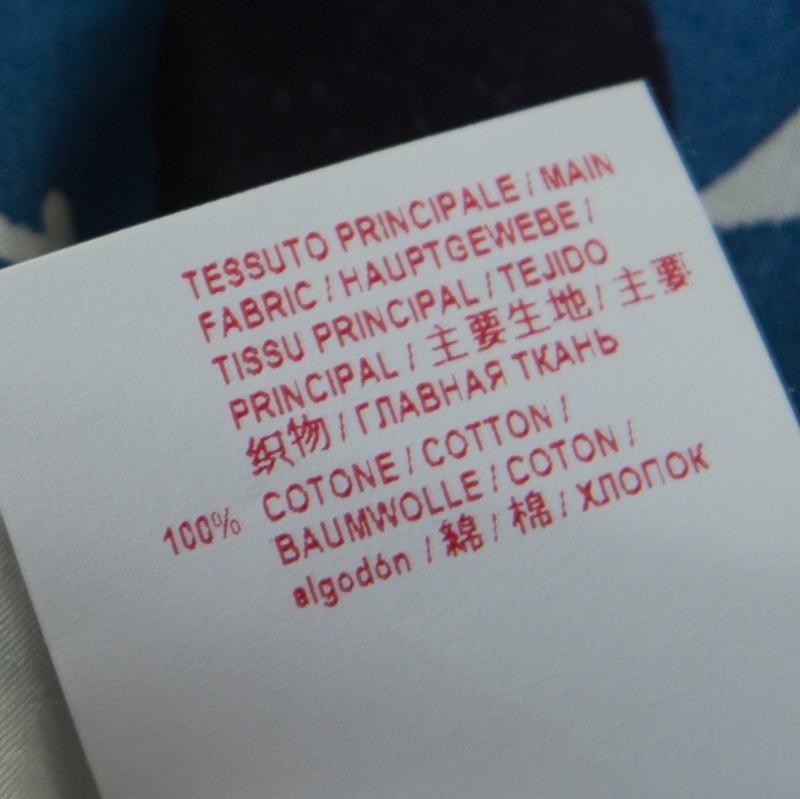 TESSUTO PRINCIPALE / MAIN
FABRIC / HAUPTGEWEBE /
TISSU PRINCIPAL / TEJIDO
PRINCIPAL / 主要生地 / 主要
织物 / ГЛАВНАЯ ТКАНЬ
100% COTONE / COTTON /
BAUMWOLLE / COTON /
algodón / 綿 / 棉 / ХЛОПОК